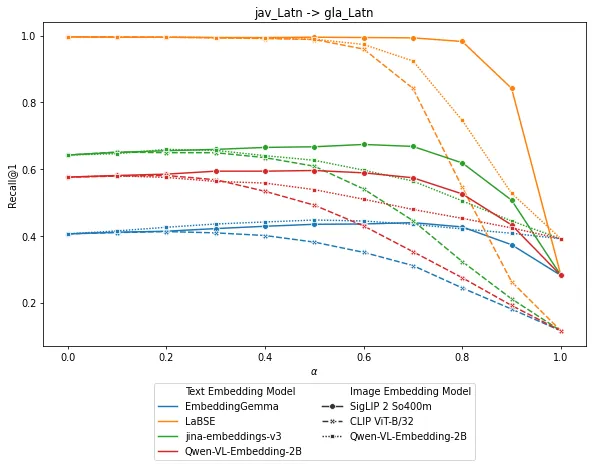 jav_Latn -> gla_Latn
Recall@1
1.0
0.8
0.6
0.4
0.2
0.0 0.2 0.4 0.6 0.8 1.0
α
Text Embedding Model Image Embedding Model
EmbeddingGemma SigLIP 2 So400m
LaBSE CLIP ViT-B/32
jina-embeddings-v3 Qwen-VL-Embedding-2B
Qwen-VL-Embedding-2B